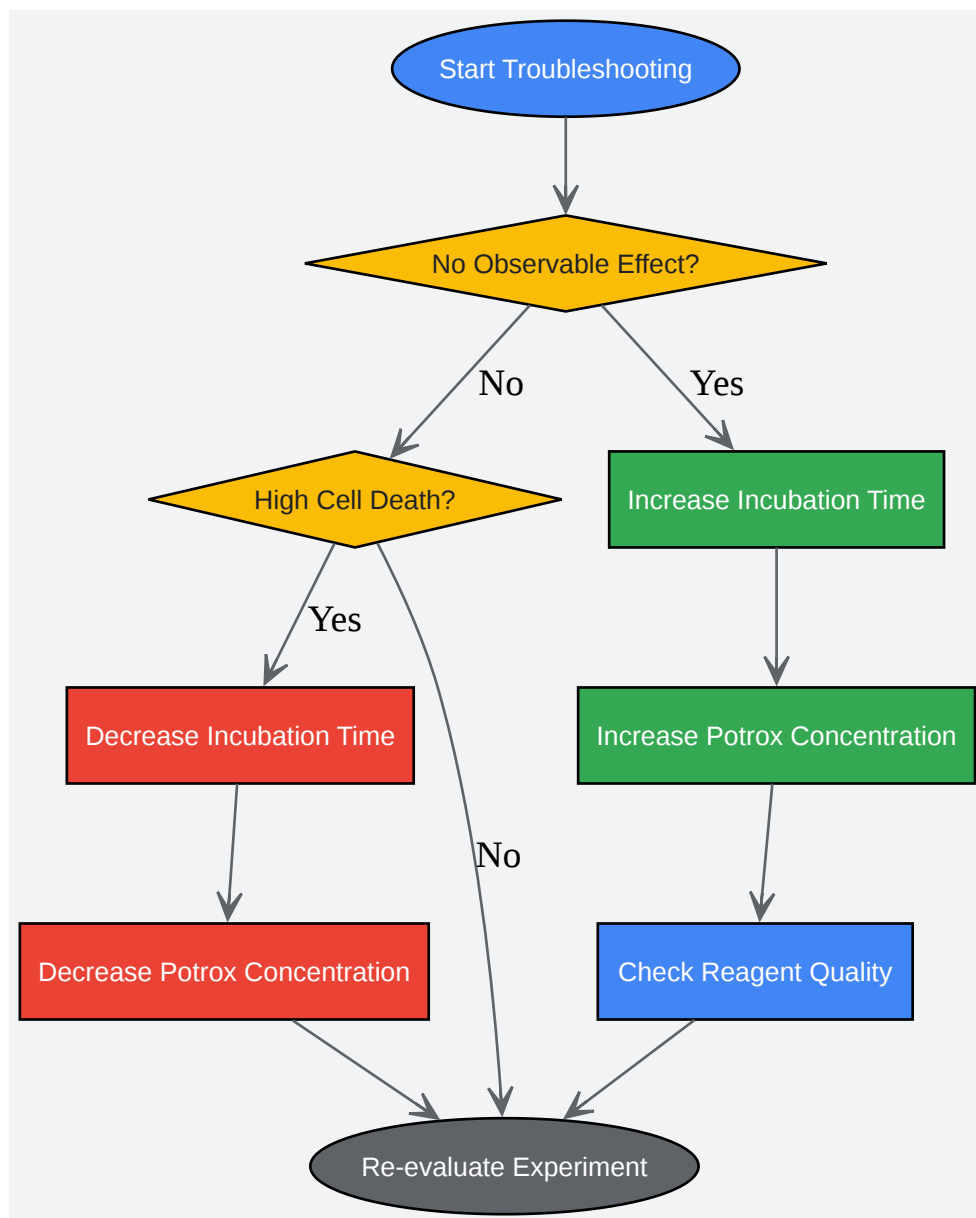 Start Troubleshooting
No Observable Effect?
No
Yes
High Cell Death?
Increase Incubation Time
Yes
Decrease Incubation Time
Increase Potrox Concentration
No
Decrease Potrox Concentration
Check Reagent Quality
Re-evaluate Experiment